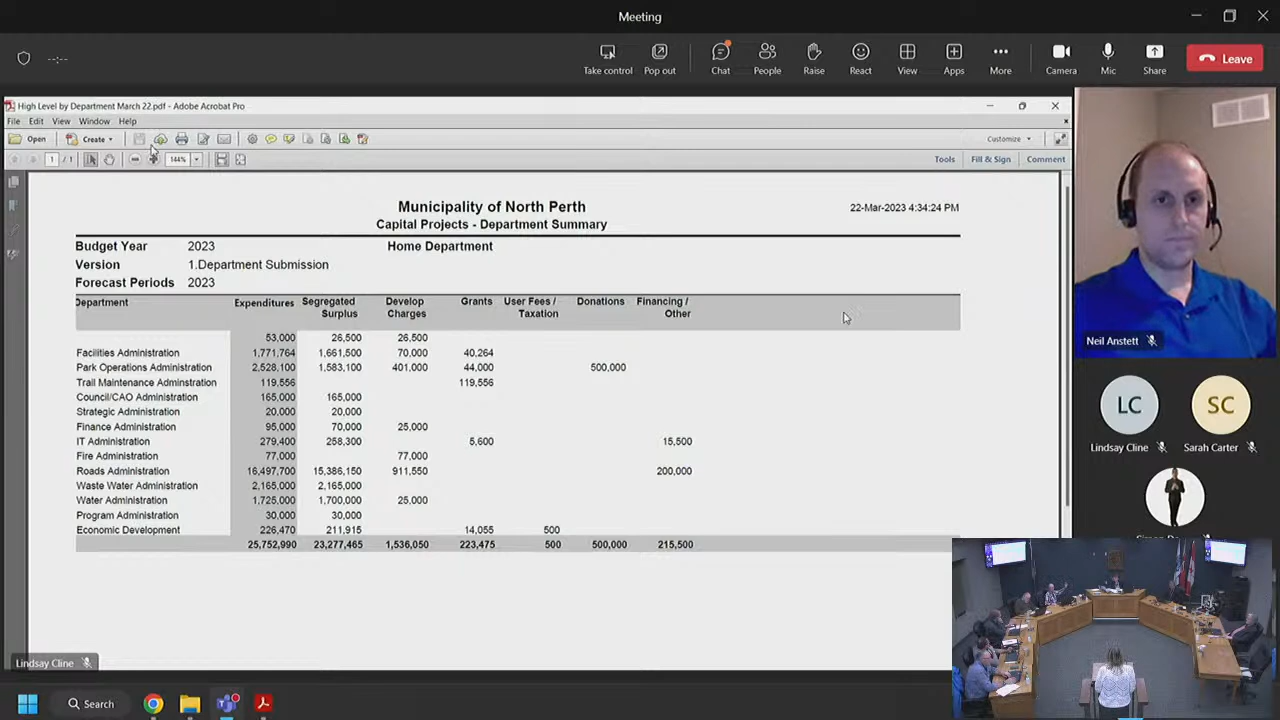 Meeting
--:--
Take control
Pop out
Chat
People
Raise
React
View
Apps
More
Camera
Mic
Share
Leave
High Level by Department March 22.pdf - Adobe Acrobat Pro
File Edit View Window Help
Open Create Customize
1 / 1 144% Tools Fill & Sign Comment
Municipality of North Perth 22-Mar-2023 4:34:24 PM
Capital Projects - Department Summary
Budget Year 2023 Home Department
Version 1.Department Submission
Forecast Periods 2023
Department Expenditures Segregated Surplus Develop Charges Grants User Fees / Taxation Donations Financing / Other
53,000 26,500 26,500
Facilities Administration 1,771,764 1,661,500 70,000 40,264
Park Operations Administration 2,528,100 1,583,100 401,000 44,000 500,000
Trail Maintenance Adminstration 119,556 119,556
Council/CAO Administration 165,000 165,000
Strategic Administration 20,000 20,000
Finance Administration 95,000 70,000 25,000
IT Administration 279,400 258,300 5,600 15,500
Fire Administration 77,000 77,000
Roads Administration 16,497,700 15,386,150 911,550 200,000
Waste Water Administration 2,165,000 2,165,000
Water Administration 1,725,000 1,700,000 25,000
Program Administration 30,000 30,000
Economic Development 226,470 211,915 14,055 500
25,752,990 23,277,465 1,536,050 223,475 500 500,000 215,500
Lindsay Cline
Neil Anstett
LC
SC
Lindsay Cline
Sarah Carter
Search